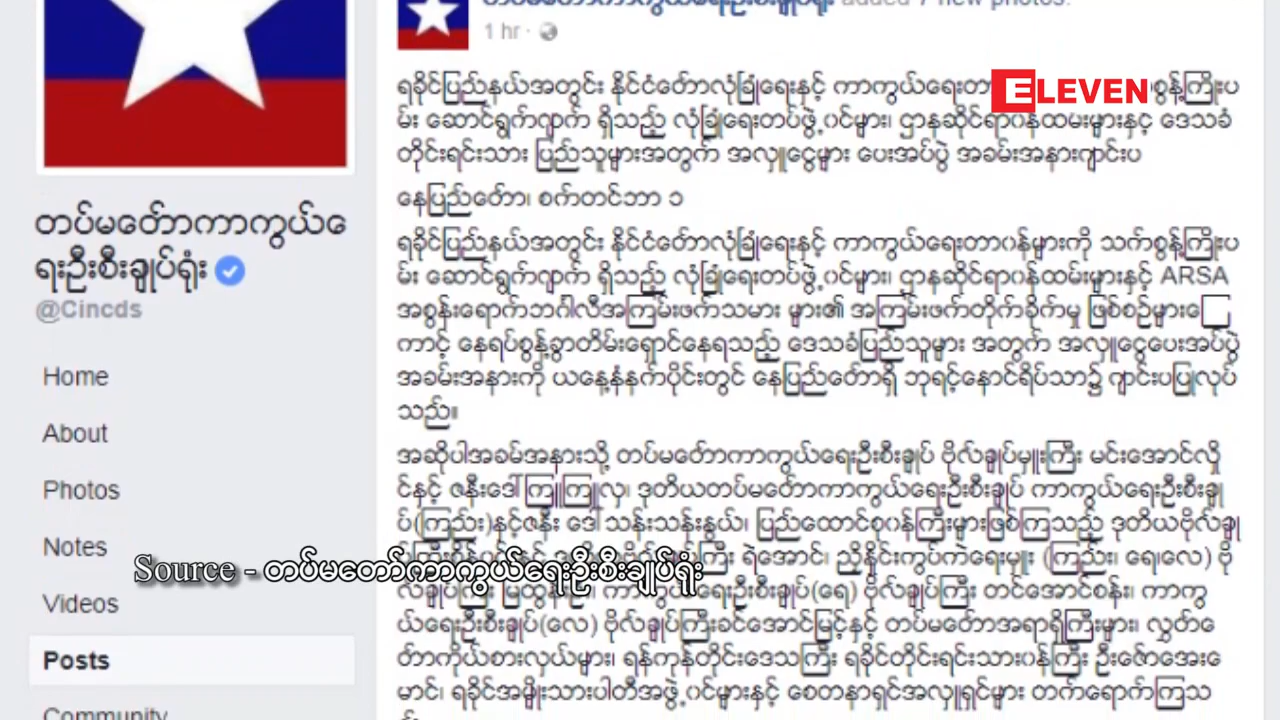 added 7 new photos.
1 hr ·
ELEVEN
ရခိုင်ပြည်နယ်အတွင်း နိုင်ငံတော်လုံခြုံရေးနှင့် ကာကွယ်ရေးတာ
မ်း ဆောင်ရွက်လျက် ရှိသည့် လုံခြုံရေးတပ်ဖွဲ့ဝင်များ၊ ဌာနဆိုင်ရာဝန်ထမးများနှင့် ဒေသခံ
တိုင်းရင်းသား ပြည်သူများအတွက် အလှူငွေများ ပေးအပ်ပွဲ အခမ်းအနားကျင်းပ
နေပြည်တော်၊ စက်တင်ဘာ ၁
ရခိုင်ပြည်နယ်အတွင်း နိုင်ငံတော်လုံခြုံရေးနှင့် ကာကွယ်ရေးတာဝန်များကို သက်စွန့်ကြိုးပ
မ်း ဆောင်ရွက်လျက် ရှိသည့် လုံခြုံရေးတပ်ဖွဲ့ဝင်များ၊ ဌာနဆိုင်ရာဝန်ထမ်းများနှင့် ARSA
အစွန်းရောက်ဘင်္ဂါလီအကြမ်းဖက်သမား များ၏ အကြမ်းဖက်တိုက်ခိုက်မှု ဖြစ်စဉ်များကြေ
ကာင့် နေရပ်စွန့်ခွာတိမ်းရှောင်နေရသည့် ဒေသခံပြည်သူများ အတွက် အလှူငွေပေးအပ်ပွဲ
အခမ်းအနားကို ယနေ့နံနက်ပိုင်းတွင် နေပြည်တော်ရှိ ဘုရင့်နောင်ရိပ်သာ၌ ကျင်းပပြုလုပ်
သည်။
အဆိုပါအခမ်အနားသို့ တပ်မတော်ကာကွယ်ရေးဦးစီးချုပ် ဗိုလ်ချုပ်မှူးကြီး မင်းအောင်လှို
င်နှင့် ဇနီးဒေါ်ကြူကြူလှ၊ ဒုတိယတပ်မတော်ကာကွယ်ရေးဦးစီးချုပ် ကာကွယ်ရေးဦးစီးချု
ပ်(ကြည်း)နှင့်ဇနီး ဒေါ်သန်းသန်းနွယ်၊ ပြည်ထောင်စုဝန်ကြီးများဖြစ်ကြသည့် ဒုတိယဗိုလ်ချု
ရဲအောင်၊ ညှိနှိုင်းကွပ်ကဲရေးမှူး (ကြည်း၊ ရေ၊လေ) ဗို
လ်ချုပ်ကြီး ကာကွယ်ရေးဦးစီးချုပ်(ရေ) ဗိုလ်ချုပ်ကြီး တင်အောင်စန်း၊ ကာကွ
ယ်ရေးဦးစီးချုပ်(လေ) ဗိုလ်ချုပ်ကြီးခင်အောင်မြင့်နှင့် တပ်မတော်အရာရှိကြီးများ၊ လွှတ်ေ
တာ်ကိုယ်စားလှယ်များ၊ ရန်ကုန်တိုင်းဒေသကြီး ရခိုင်တိုင်းရင်းသားဝန်ကြီး ဦးဇော်အေးေ
မာင်၊ ရခိုင်အမျိုးသားပါတီအဖွဲ့ဝင်များနှင့် စေတနာရှင်အလှူရှင်များ တက်ရောက်ကြသ
တပ်မတော်ကာကွယ်ေ
ရးဦးစီးချုပ်ရုံး
@Cincds
Home
About
Photos
Notes
Videos
Posts
Community
Source - တပ်မတော်ကာကွယ်ရေးဦးစီးချုပ်ရုံး